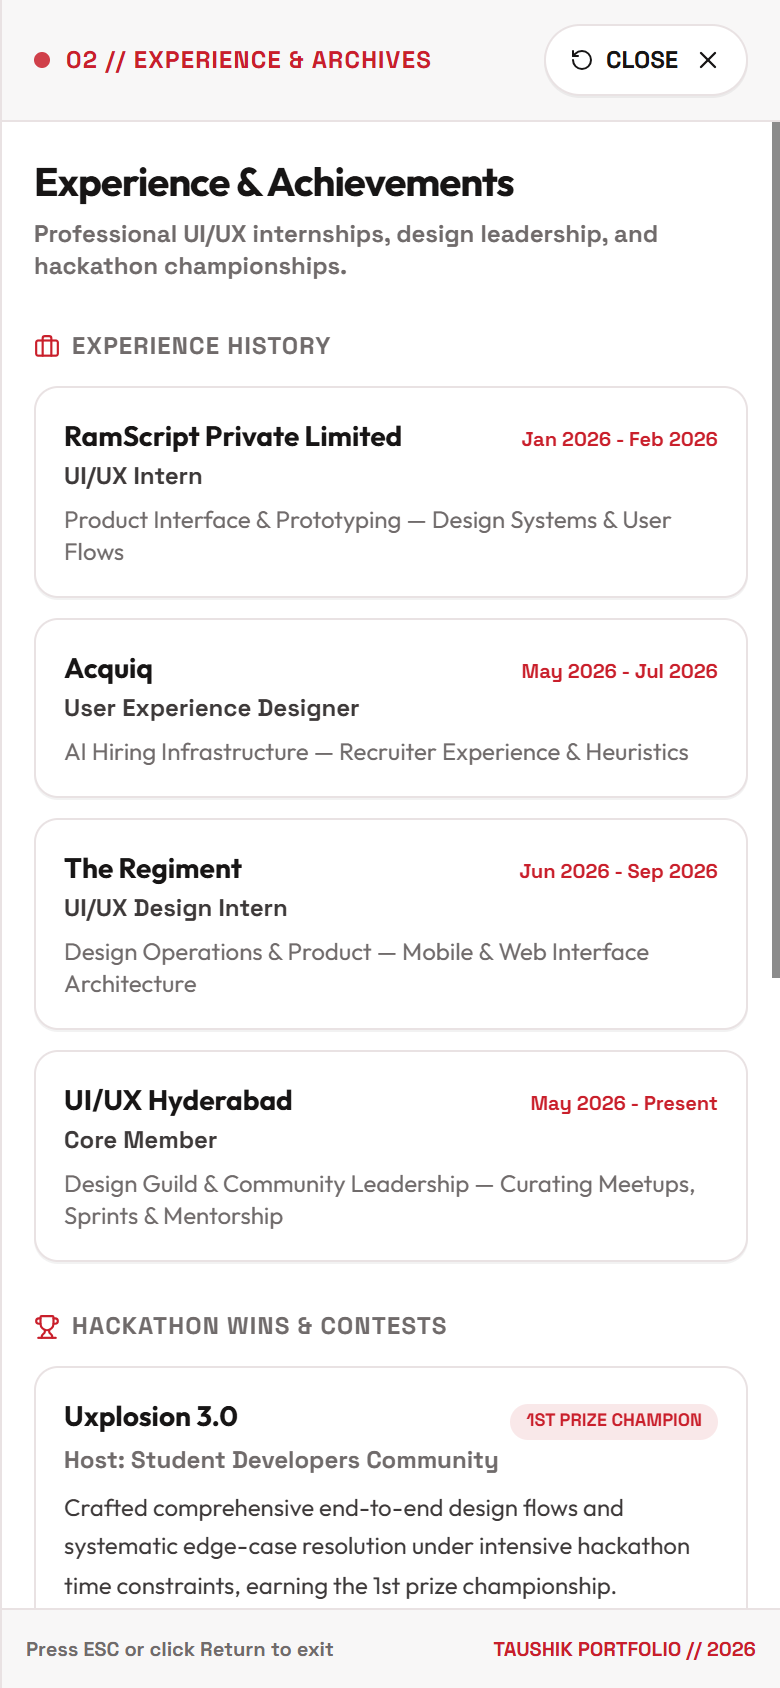 02 // EXPERIENCE & ARCHIVES
CLOSE
Experience & Achievements
Professional UI/UX internships, design leadership, and
hackathon championships.
EXPERIENCE HISTORY
RamScript Private Limited
Jan 2026 - Feb 2026
UI/UX Intern
Product Interface & Prototyping — Design Systems & User
Flows
Acquiq
May 2026 - Jul 2026
User Experience Designer
AI Hiring Infrastructure — Recruiter Experience & Heuristics
The Regiment
Jun 2026 - Sep 2026
UI/UX Design Intern
Design Operations & Product — Mobile & Web Interface
Architecture
UI/UX Hyderabad
May 2026 - Present
Core Member
Design Guild & Community Leadership — Curating Meetups,
Sprints & Mentorship
HACKATHON WINS & CONTESTS
Uxplosion 3.0
1ST PRIZE CHAMPION
Host: Student Developers Community
Crafted comprehensive end-to-end design flows and
systematic edge-case resolution under intensive hackathon
time constraints, earning the 1st prize championship.
Press ESC or click Return to exit
TAUSHIK PORTFOLIO // 2026